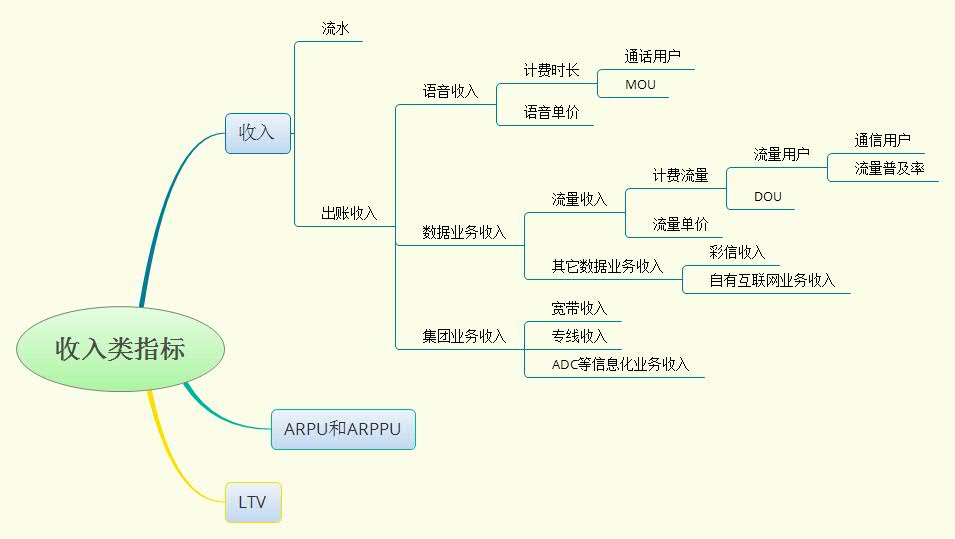 收入类指标
收入
流水
出账收入
语音收入
计费时长
通话用户
MOU
语音单价
数据业务收入
流量收入
计费流量
流量用户
通信用户
流量普及率
DOU
流量单价
其它数据业务收入
彩信收入
自有互联网业务收入
集团业务收入
宽带收入
专线收入
ADC等信息化业务收入
ARPU和ARPPU
LTV